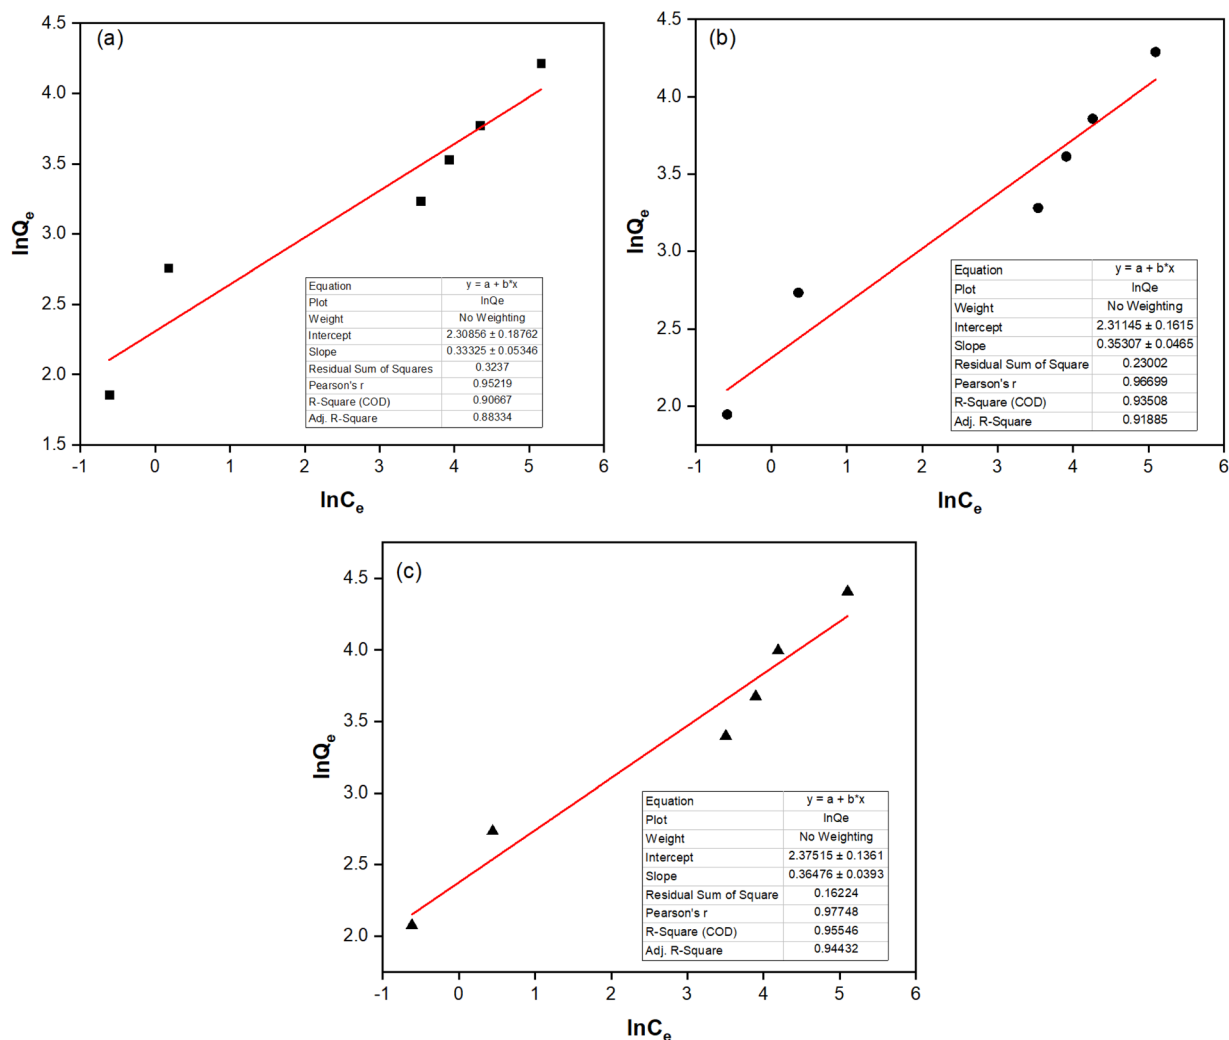 (a)
4.5
4.0
3.5
3.0
2.5
2.0
1.5
lnQe
Equation y = a + b*x
Plot lnQe
Weight No Weighting
Intercept 2.30856 ± 0.18762
Slope 0.33325 ± 0.05346
Residual Sum of Squares 0.3237
Pearson's r 0.95219
R-Square (COD) 0.90667
Adj. R-Square 0.88334
-1 0 1 2 3 4 5 6
lnCe
(b)
4.5
4.0
3.5
3.0
2.5
2.0
lnQe
Equation y = a + b*x
Plot lnQe
Weight No Weighting
Intercept 2.31145 ± 0.1615
Slope 0.35307 ± 0.0465
Residual Sum of Square 0.23002
Pearson's r 0.96699
R-Square (COD) 0.93508
Adj. R-Square 0.91885
-1 0 1 2 3 4 5 6
lnCe
(c)
4.5
4.0
3.5
3.0
2.5
2.0
lnQe
Equation y = a + b*x
Plot lnQe
Weight No Weighting
Intercept 2.37515 ± 0.1361
Slope 0.36476 ± 0.0393
Residual Sum of Square 0.16224
Pearson's r 0.97748
R-Square (COD) 0.95546
Adj. R-Square 0.94432
-1 0 1 2 3 4 5 6
lnCe